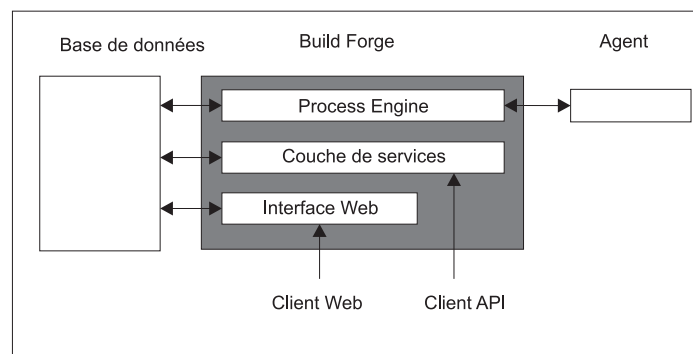 Base de données
Build Forge
Agent
Process Engine
Couche de services
Interface Web
Client Web
Client API